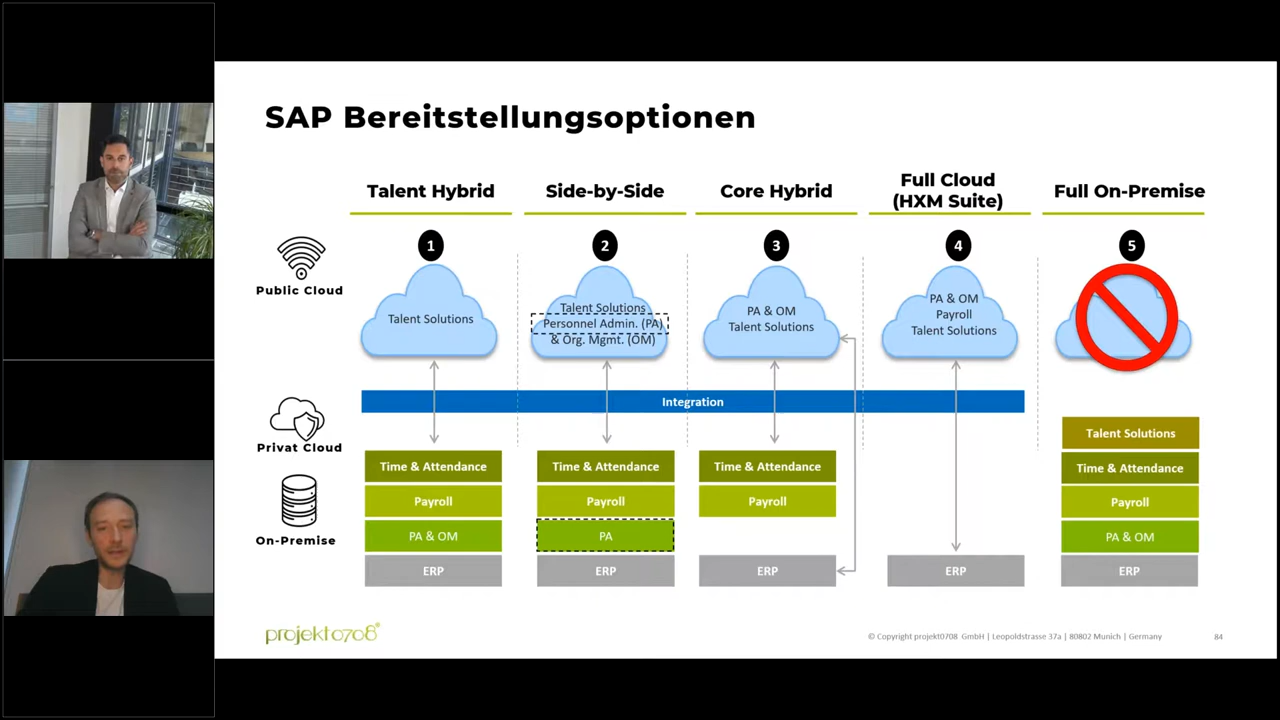 SAP Bereitstellungsoptionen
Talent Hybrid
Side-by-Side
Core Hybrid
Full Cloud
(HXM Suite)
Full On-Premise
1
2
3
4
5
Public Cloud
Talent Solutions
Talent Solutions
Personnel Admin. (PA)
& Org. Mgmt. (OM)
PA & OM
Talent Solutions
PA & OM
Payroll
Talent Solutions
Integration
Privat Cloud
On-Premise
Time & Attendance
Payroll
PA & OM
ERP
Time & Attendance
Payroll
PA
ERP
Time & Attendance
Payroll
ERP
ERP
Talent Solutions
Time & Attendance
Payroll
PA & OM
ERP
projekt0708®
© Copyright projekt0708 GmbH | Leopoldstrasse 37a | 80802 Munich | Germany
84